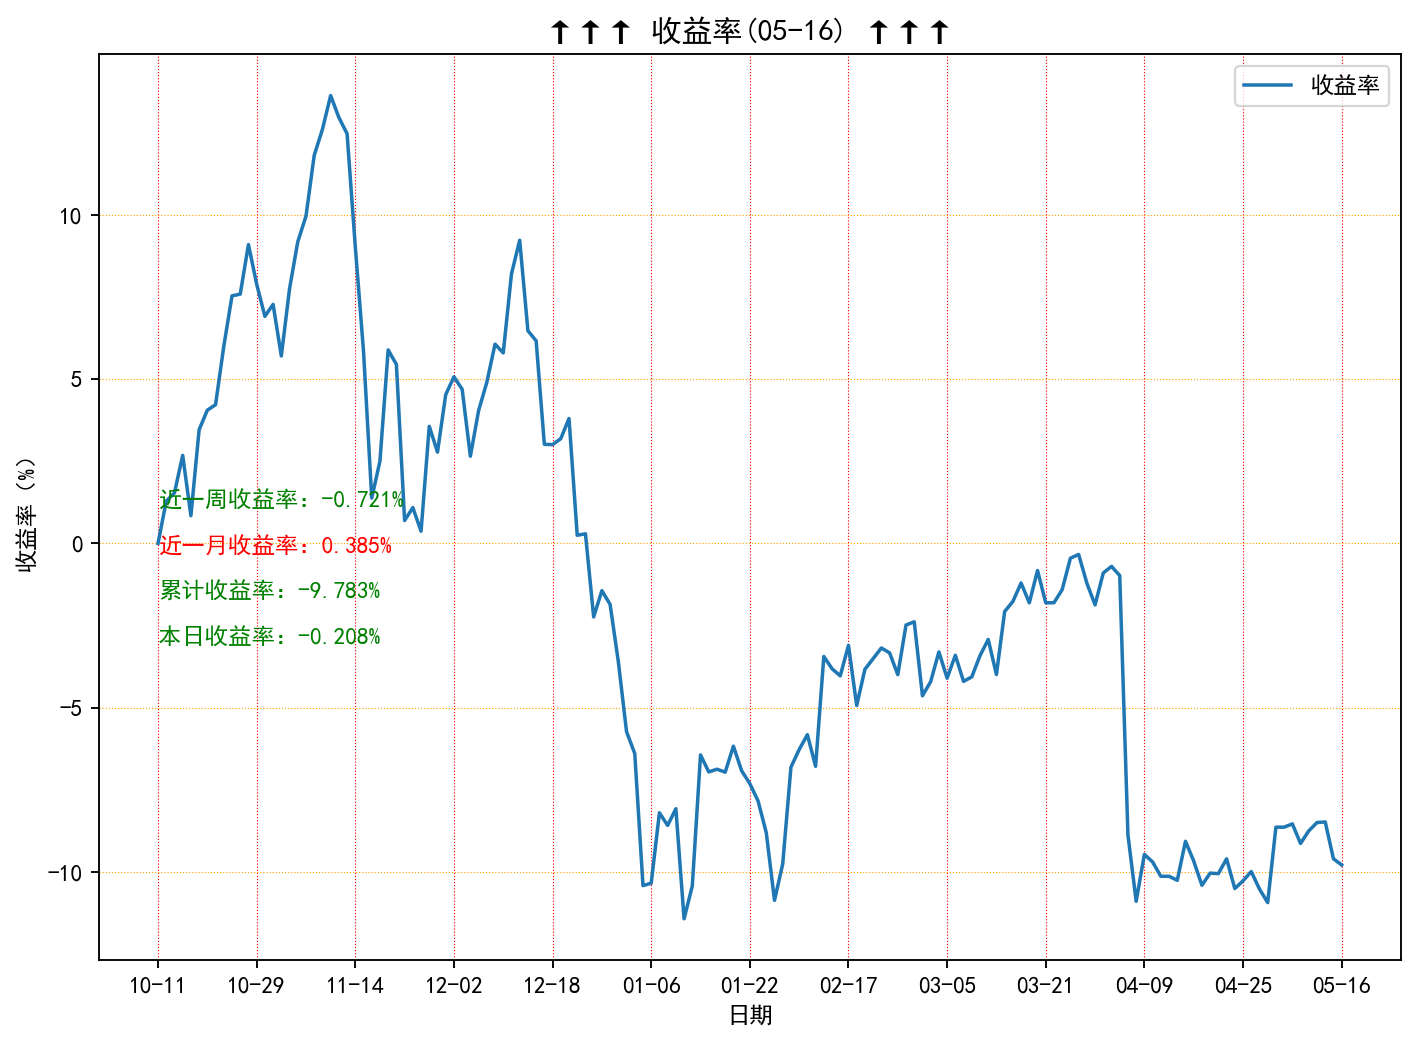 ↑↑↑ 收益率(05-16) ↑↑↑
收益率
10
5
0
-5
-10
收益率 (%)
近一周收益率：-0.721%
近一月收益率：0.385%
累计收益率：-9.783%
本日收益率：-0.208%
10-11 10-29 11-14 12-02 12-18 01-06 01-22 02-17 03-05 03-21 04-09 04-25 05-16
日期